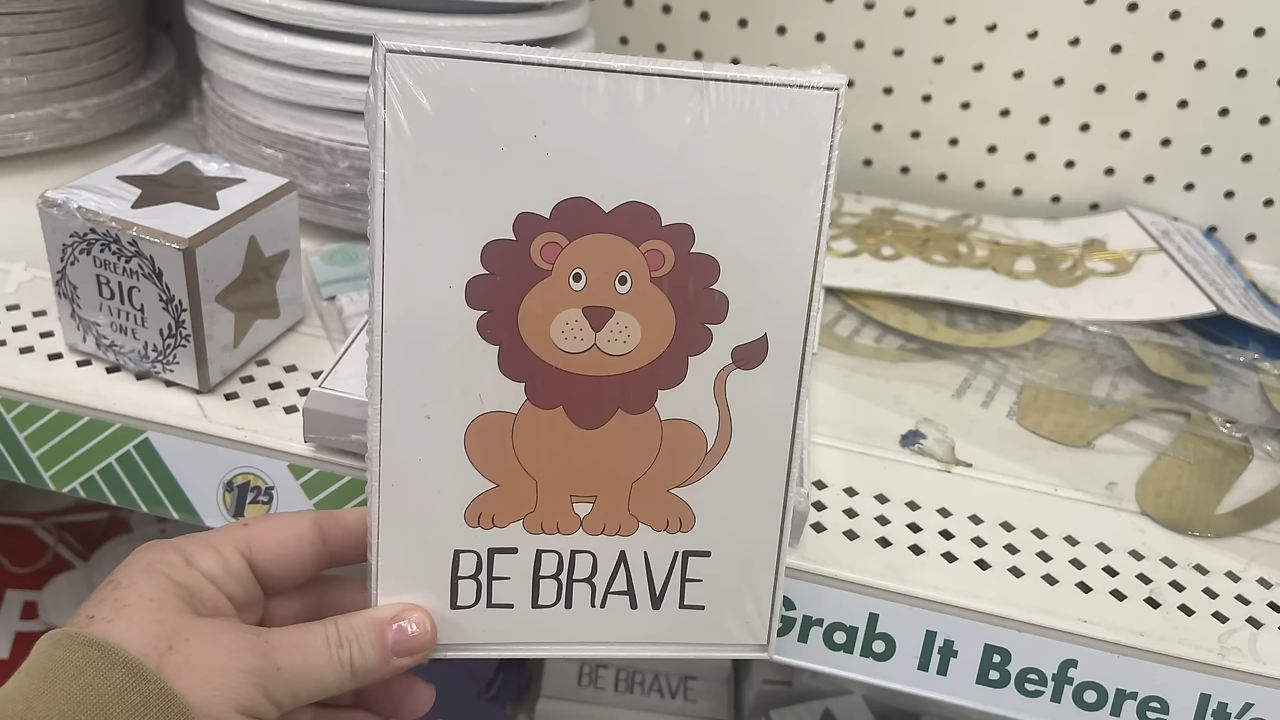 DREAM
BIG
LITTLE
ONE
$1.25
BE BRAVE
Grab It Before It's
BE BRAVE